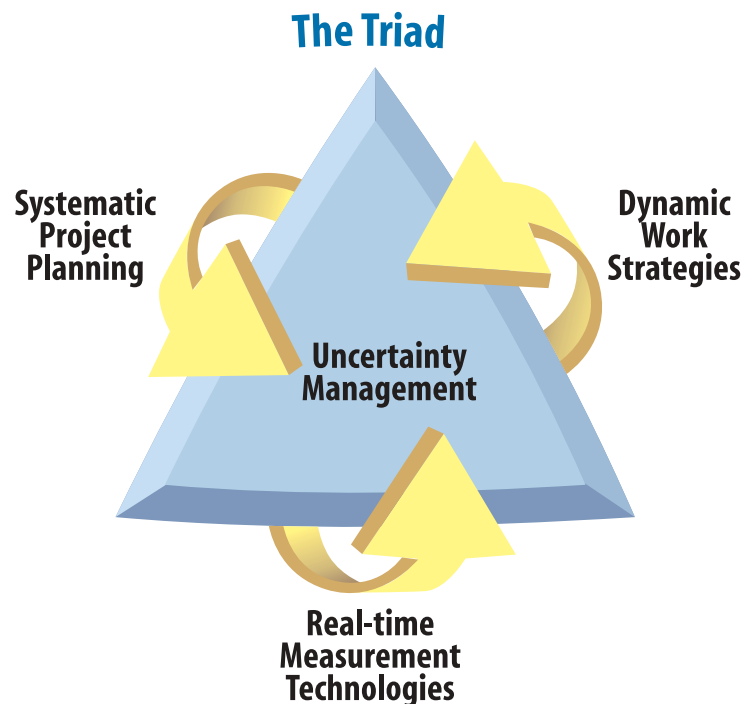 The Triad
Systematic
Project
Planning
Dynamic
Work
Strategies
Uncertainty
Management
Real-time
Measurement
Technologies